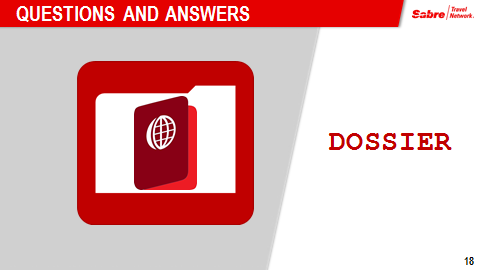 QUESTIONS AND ANSWERS
Sabre Travel
Network.
DOSSIER
18